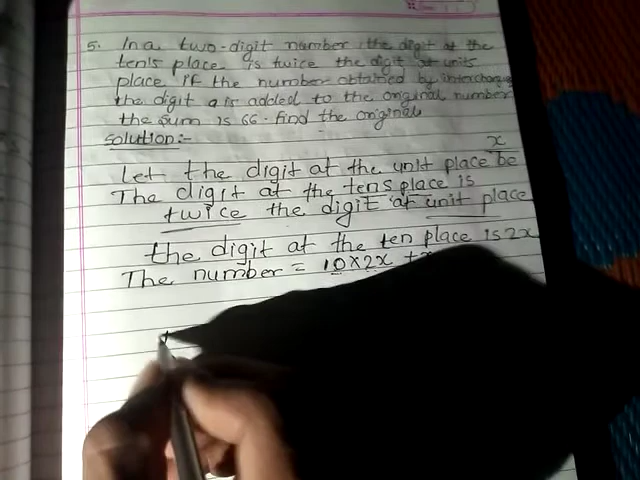 5. In a two-digit number, the digit at the
ten's place is twice the digit at units
place if the number obtained by interchang
the digit a is added to the original number
the sum is 66. find the original
Solution:-
x
Let the digit at the unit place be
The digit at the tens place is
twice the digit at unit place
the digit at the ten place is 2x
The number = 10×2x +